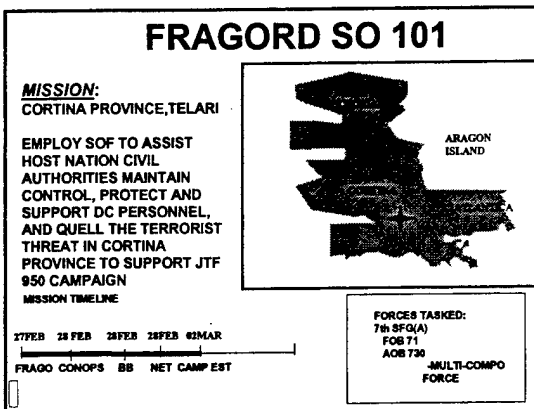 FRAGORD SO 101
MISSION:
CORTINA PROVINCE,TELARI
EMPLOY SOF TO ASSIST
HOST NATION CIVIL
AUTHORITIES MAINTAIN
CONTROL, PROTECT AND
SUPPORT DC PERSONNEL,
AND QUELL THE TERRORIST
THREAT IN CORTINA
PROVINCE TO SUPPORT JTF
950 CAMPAIGN
MISSION TIMELINE
27FEB 28 FEB 28FEB 28FEB 02MAR
FRAGO CONOPS BB NET CAMP EST
ARAGON
ISLAND
FORCES TASKED:
7th SFG(A)
FOB 71
AOB 730
-MULTI-COMPO
FORCE